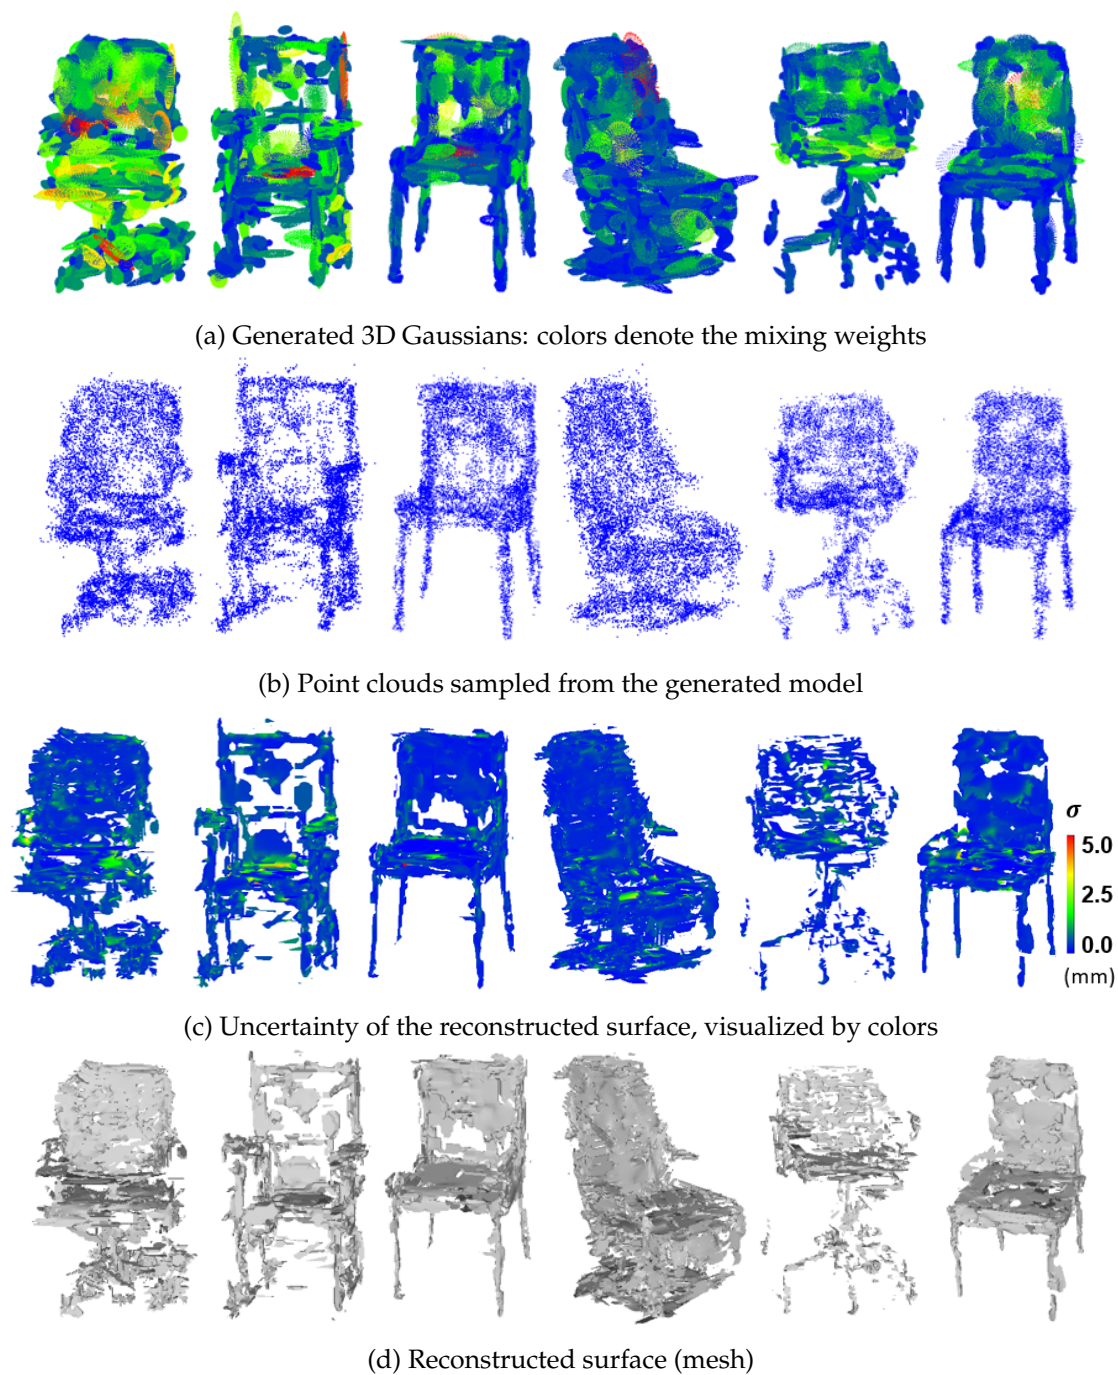 (a) Generated 3D Gaussians: colors denote the mixing weights
(b) Point clouds sampled from the generated model
σ
5.0
2.5
0.0
(mm)
(c) Uncertainty of the reconstructed surface, visualized by colors
(d) Reconstructed surface (mesh)